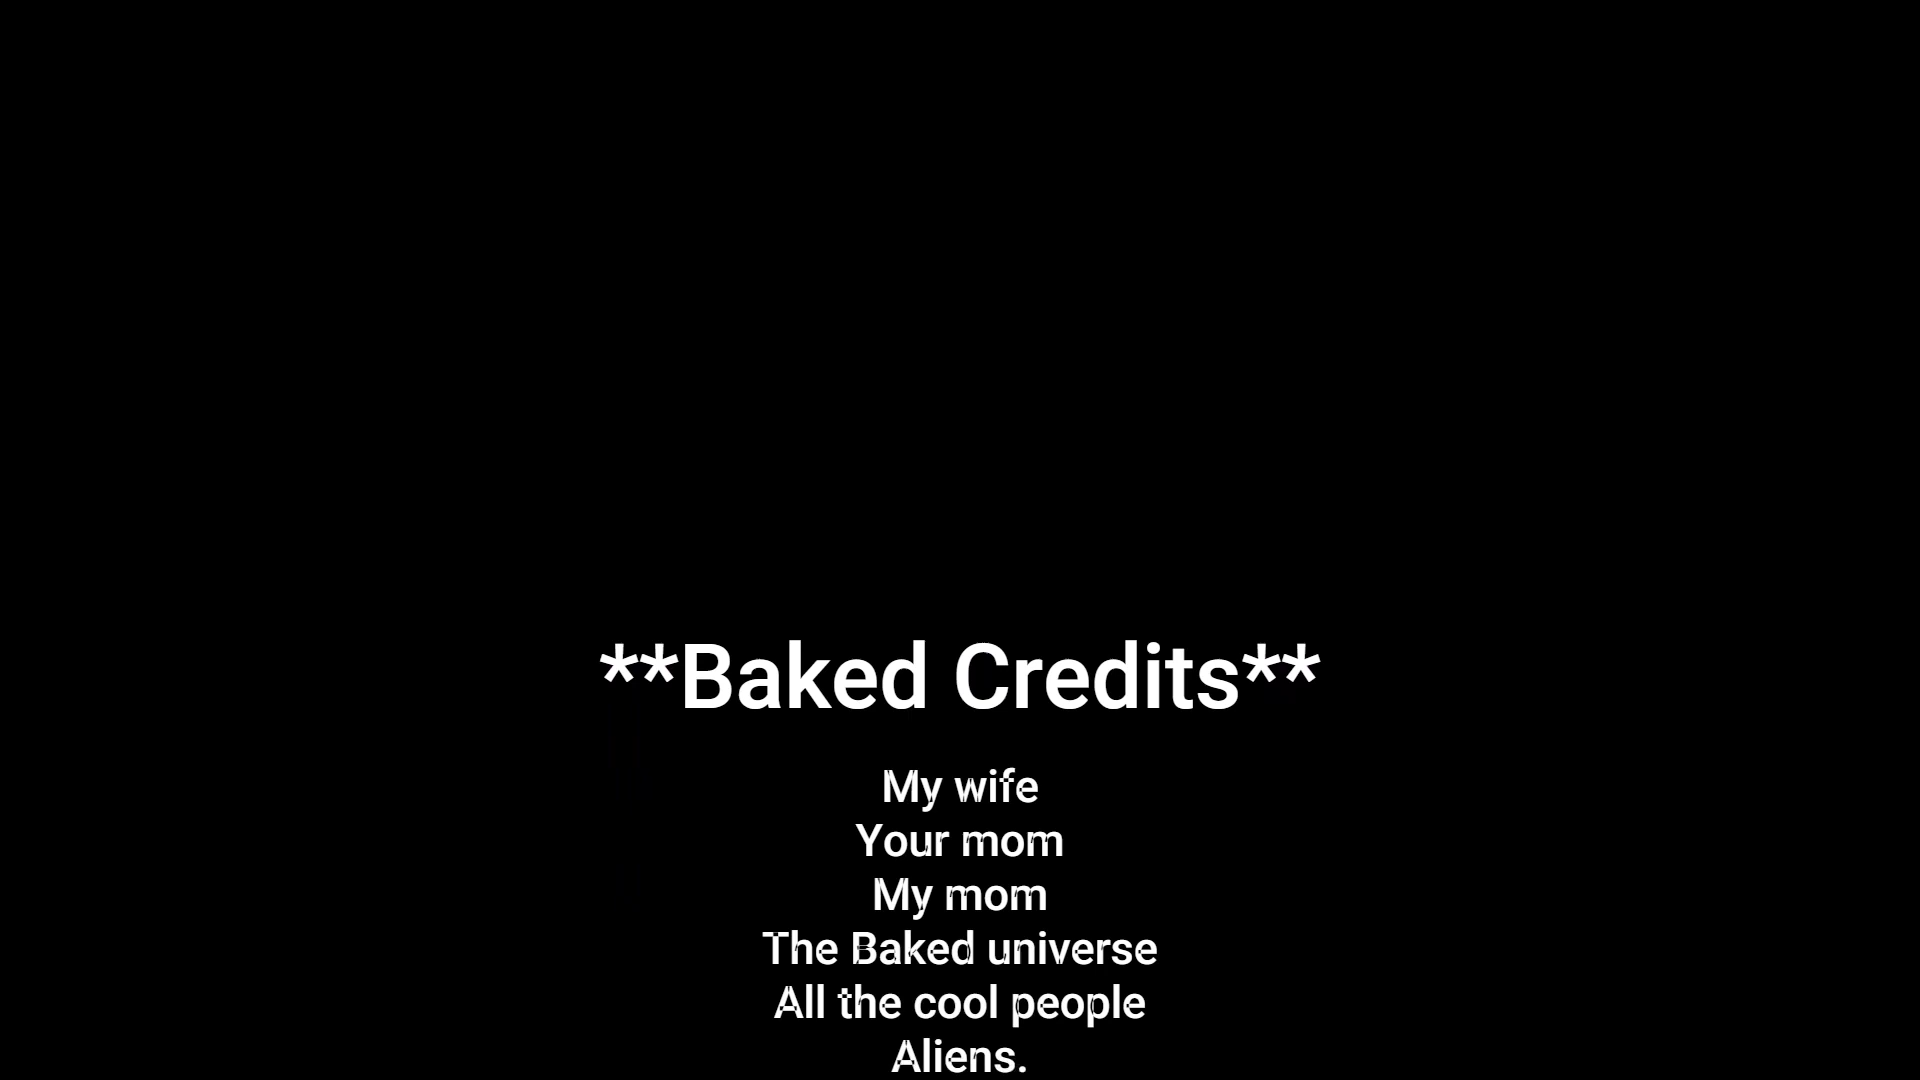 **Baked Credits**
My wife
Your mom
My mom
The Baked universe
All the cool people
Aliens.